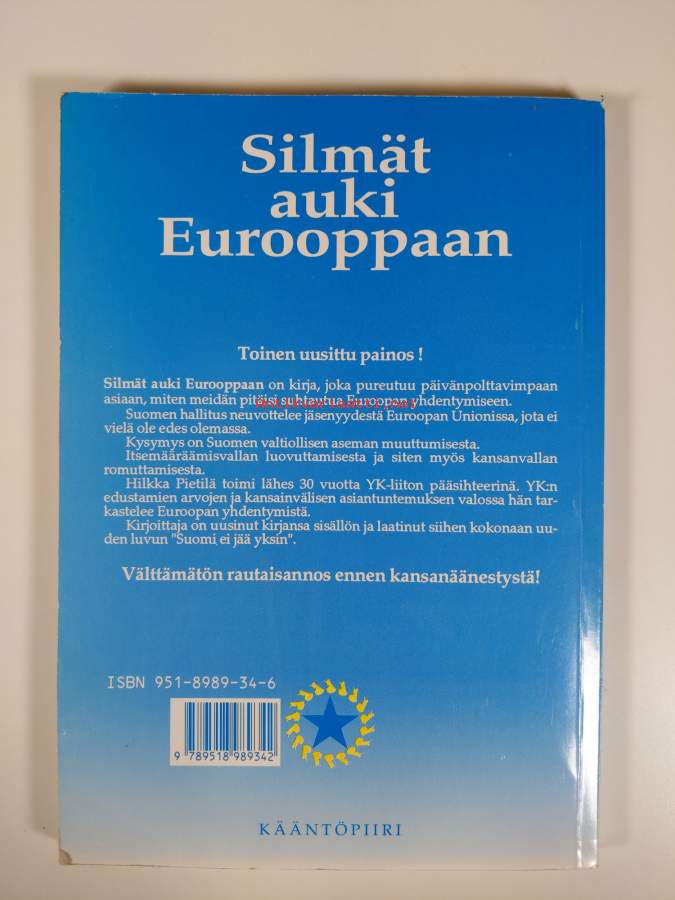 Silmät
auki
Eurooppaan
Toinen uusittu painos !
Silmät auki Eurooppaan on kirja, joka pureutuu päivänpolttavimpaan
asiaan, miten meidän pitäisi suhtautua Euroopan yhdentymiseen.
Suomen hallitus neuvottelee jäsenyydestä Euroopan Unionissa, jota ei
vielä ole edes olemassa.
Kysymys on Suomen valtiollisen aseman muuttumisesta.
Itsemääräämisvallan luovuttamisesta ja siten myös kansanvallan
romuttamisesta.
Hilkka Pietilä toimi lähes 30 vuotta YK-liiton pääsihteerinä. YK:n
edustamien arvojen ja kansainvälisen asiantuntemuksen valossa hän tar-
kastelee Euroopan yhdentymistä.
Kirjoittaja on uusinut kirjansa sisällön ja laatinut siihen kokonaan uu-
den luvun "Suomi ei jää yksin".
Välttämätön rautaisannos ennen kansanäänestystä!
ISBN 951-8989-34-6
9 789518 989342
KÄÄNTÖPIIRI